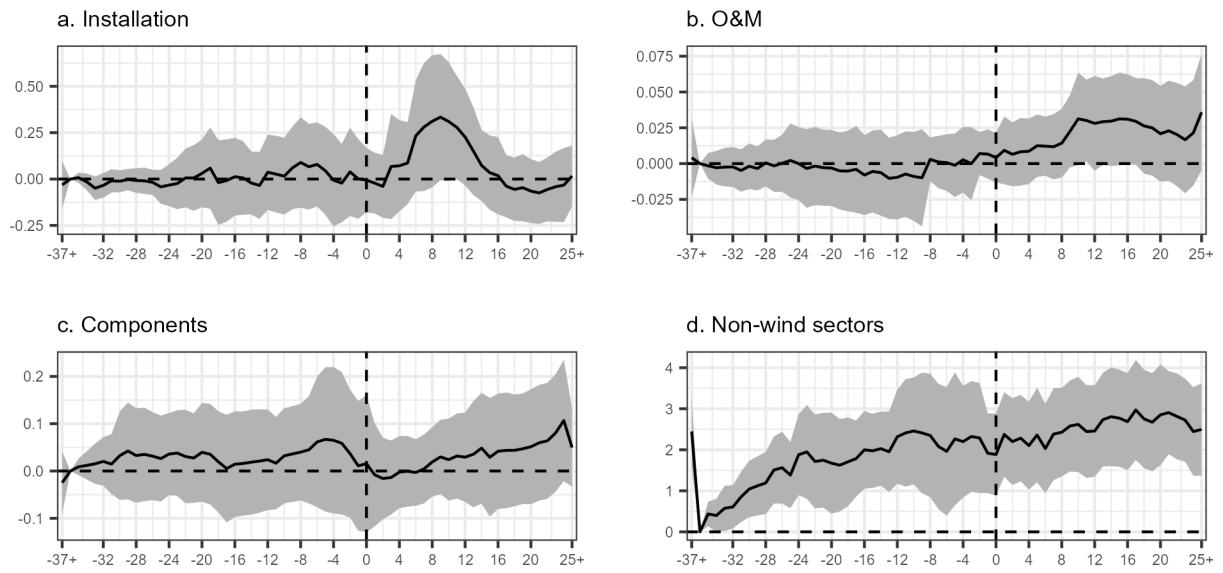 a. Installation
b. O&M
0.50
0.25
0.00
-0.25
-37+ -32 -28 -24 -20 -16 -12 -8 -4 0 4 8 12 16 20 25+
0.075
0.050
0.025
0.000
-0.025
-37+ -32 -28 -24 -20 -16 -12 -8 -4 0 4 8 12 16 20 25+
c. Components
d. Non-wind sectors
0.2
0.1
0.0
-0.1
-37+ -32 -28 -24 -20 -16 -12 -8 -4 0 4 8 12 16 20 25+
4
3
2
1
0
-37+ -32 -28 -24 -20 -16 -12 -8 -4 0 4 8 12 16 20 25+